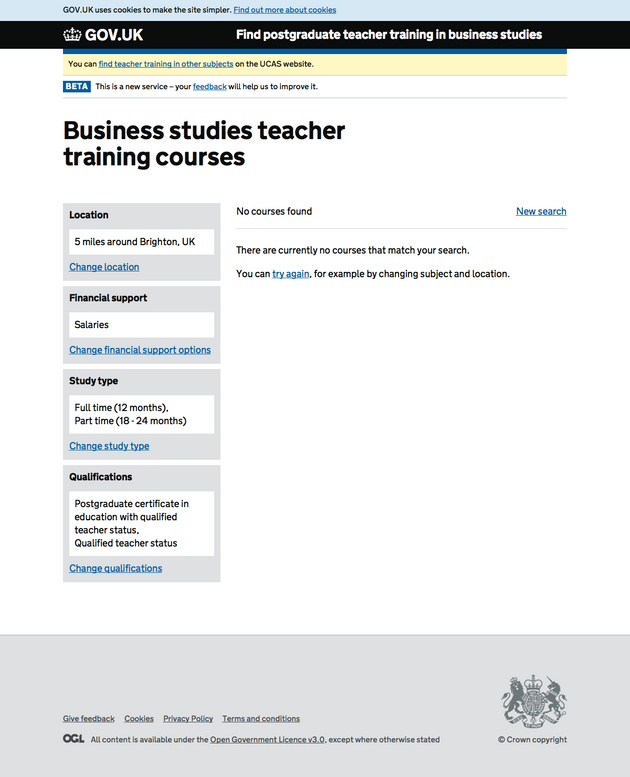 GOV.UK uses cookies to make the site simpler. Find out more about cookies
GOV.UK
Find postgraduate teacher training in business studies
You can find teacher training in other subjects on the UCAS website.
BETA This is a new service – your feedback will help us to improve it.
Business studies teacher
training courses
Location
5 miles around Brighton, UK
Change location
Financial support
Salaries
Change financial support options
Study type
Full time (12 months),
Part time (18 - 24 months)
Change study type
Qualifications
Postgraduate certificate in
education with qualified
teacher status,
Qualified teacher status
Change qualifications
No courses found
New search
There are currently no courses that match your search.
You can try again, for example by changing subject and location.
Give feedback Cookies Privacy Policy Terms and conditions
OGL All content is available under the Open Government Licence v3.0, except where otherwise stated
© Crown copyright